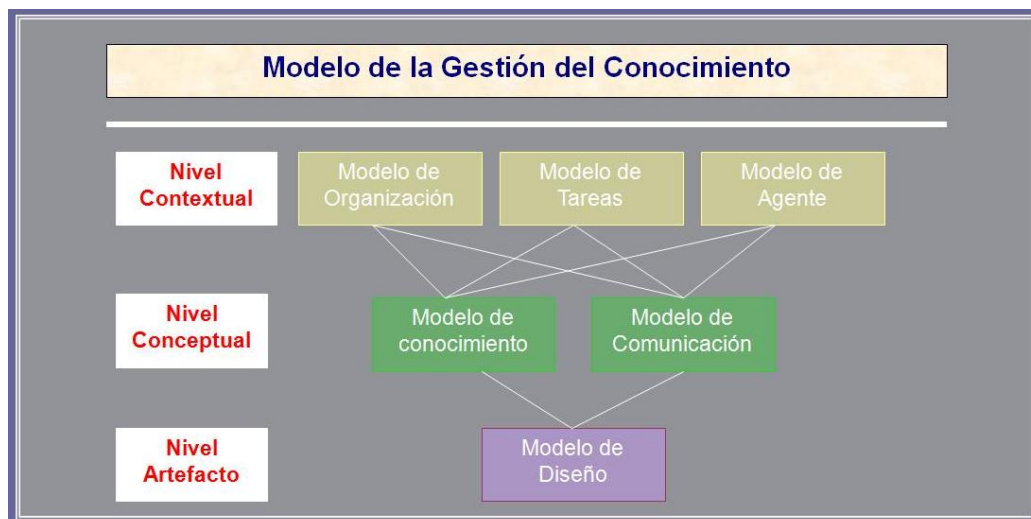 Modelo de la Gestión del Conocimiento
Nivel
Contextual
Modelo de
Organización
Modelo de
Tareas
Modelo de
Agente
Nivel
Conceptual
Modelo de
conocimiento
Modelo de
Comunicación
Nivel
Artefacto
Modelo de
Diseño